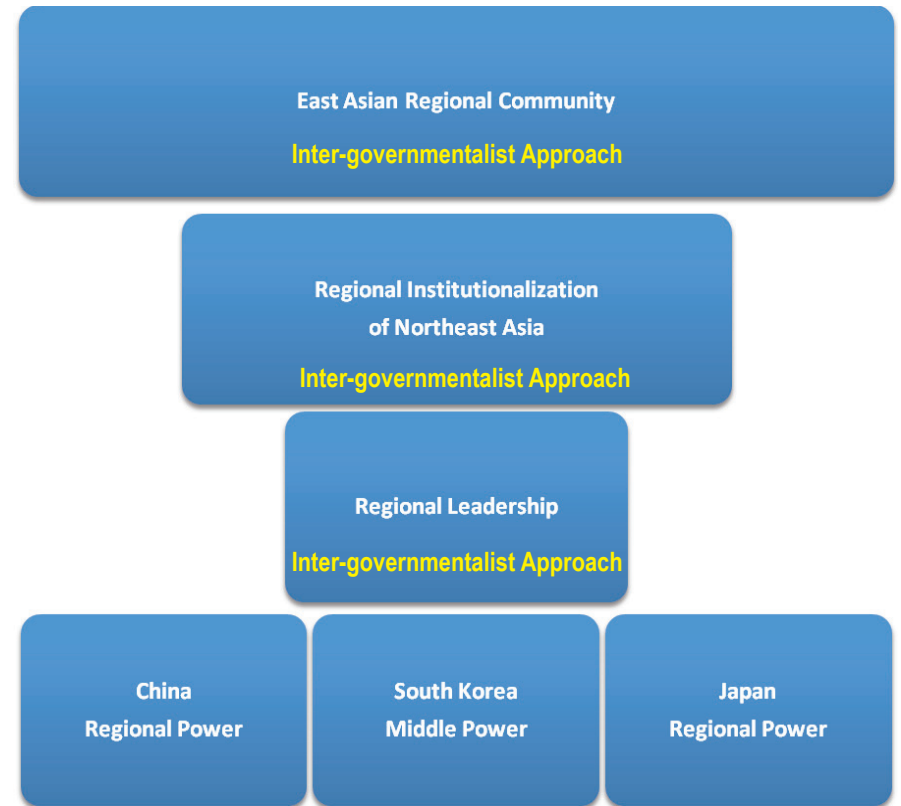 East Asian Regional Community
Inter-governmentalist Approach
Regional Institutionalization
of Northeast Asia
Inter-governmentalist Approach
Regional Leadership
Inter-governmentalist Approach
China
Regional Power
South Korea
Middle Power
Japan
Regional Power